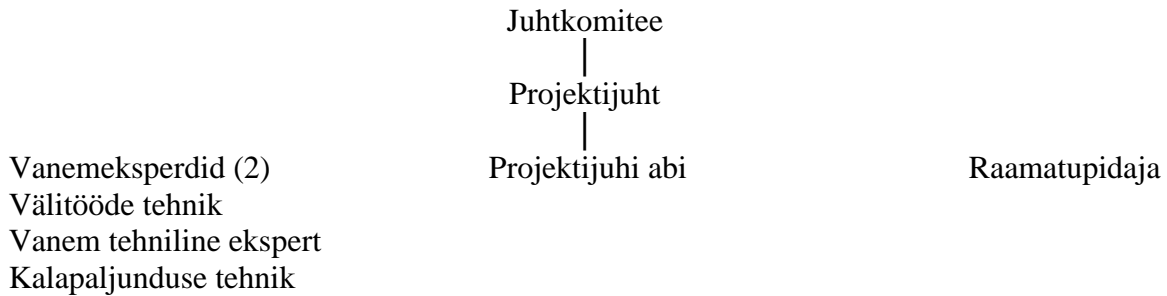 Juhtkomitee
Projektijuht
Vanemeksperdid (2) Projektijuhi abi Raamatupidaja
Välitööde tehnik
Vanem tehniline ekspert
Kalapaljunduse tehnik